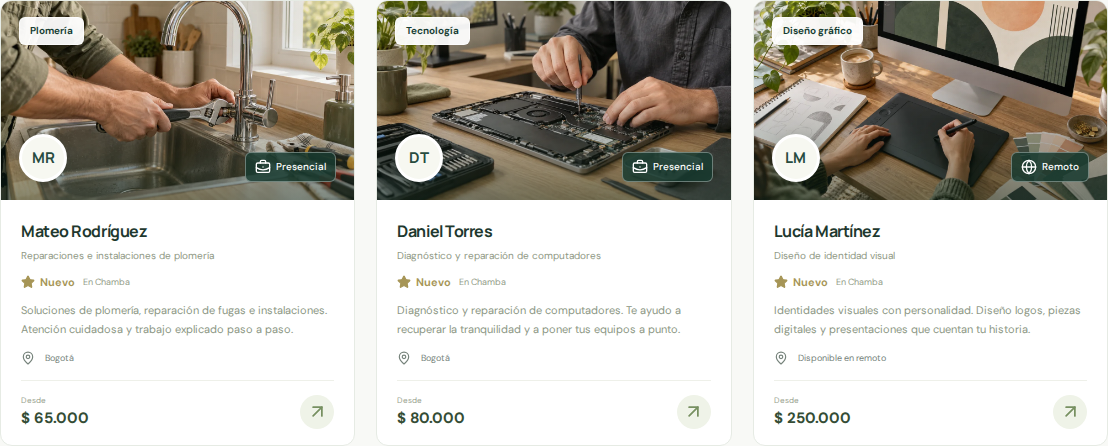 Plomería
MR
Presencial
Mateo Rodríguez
Reparaciones e instalaciones de plomería
Nuevo En Chamba
Soluciones de plomería, reparación de fugas e instalaciones.
Atención cuidadosa y trabajo explicado paso a paso.
Bogotá
Desde
$ 65.000
Tecnología
DT
Presencial
Daniel Torres
Diagnóstico y reparación de computadores
Nuevo En Chamba
Diagnóstico y reparación de computadores. Te ayudo a
recuperar la tranquilidad y a poner tus equipos a punto.
Bogotá
Desde
$ 80.000
Diseño gráfico
LM
Remoto
Lucía Martínez
Diseño de identidad visual
Nuevo En Chamba
Identidades visuales con personalidad. Diseño logos, piezas
digitales y presentaciones que cuentan tu historia.
Disponible en remoto
Desde
$ 250.000